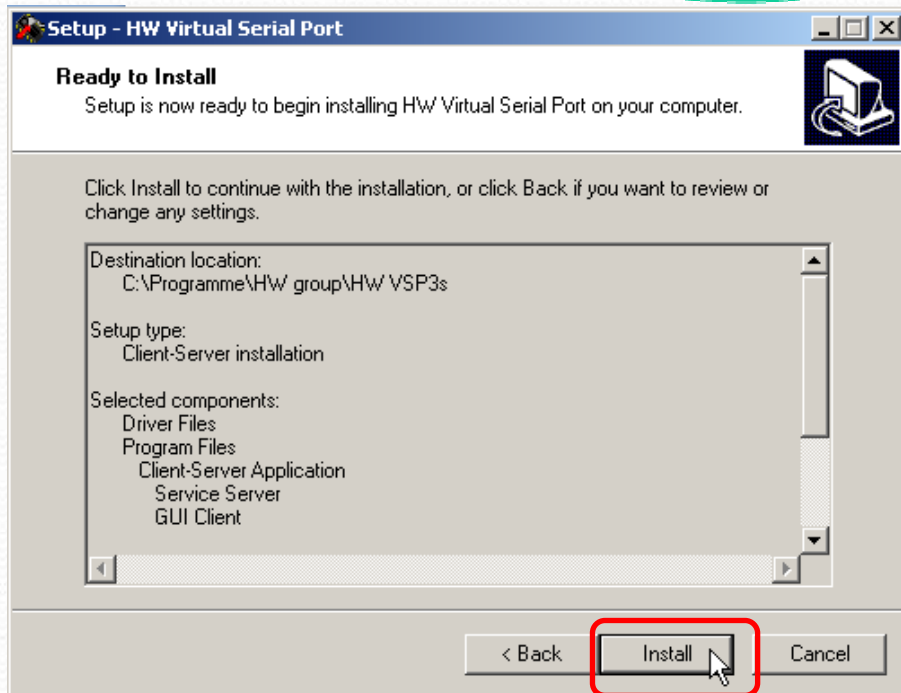 Setup - HW Virtual Serial Port
Ready to Install
Setup is now ready to begin installing HW Virtual Serial Port on your computer.
Click Install to continue with the installation, or click Back if you want to review or
change any settings.
Destination location:
C:\Programme\HW group\HW VSP3s
Setup type:
Client-Server installation
Selected components:
Driver Files
Program Files
Client-Server Application
Service Server
GUI Client
< Back
Install
Cancel